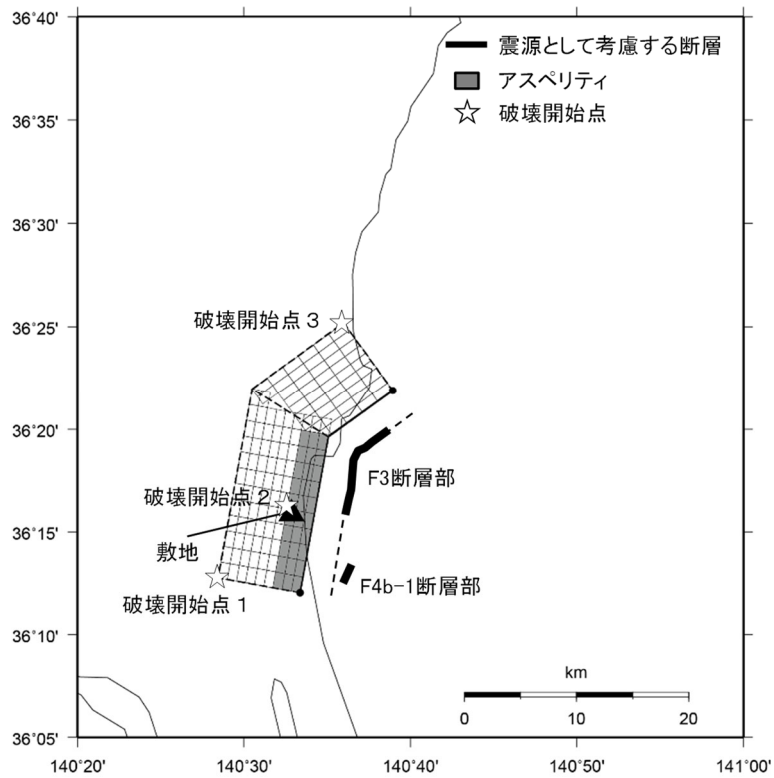 36°40'
震源として考慮する断層
アスペリティ
36°35'
破壊開始点
36°30'
36°25'
破壊開始点3
36°20'
F3断層部
破壊開始点2
36°15'
敷地
F4b-1断層部
破壊開始点1
36°10'
km
0 10 20
36°05'
140°20' 140°30' 140°40' 140°50' 141°00'